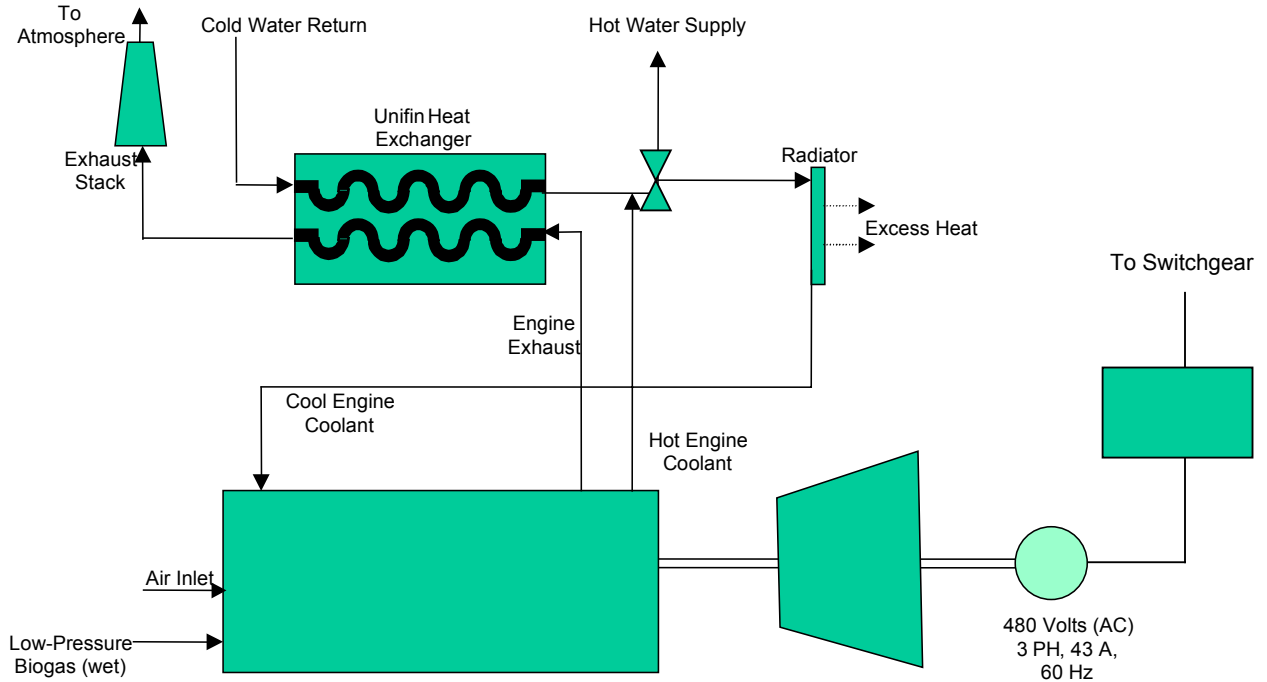 To
Atmosphere
Cold Water Return
Hot Water Supply
Unifin Heat
Exchanger
Exhaust
Stack
Radiator
Excess Heat
To Switchgear
Engine
Exhaust
Cool Engine
Coolant
Hot Engine
Coolant
Air Inlet
Low-Pressure
Biogas (wet)
480 Volts (AC)
3 PH, 43 A,
60 Hz